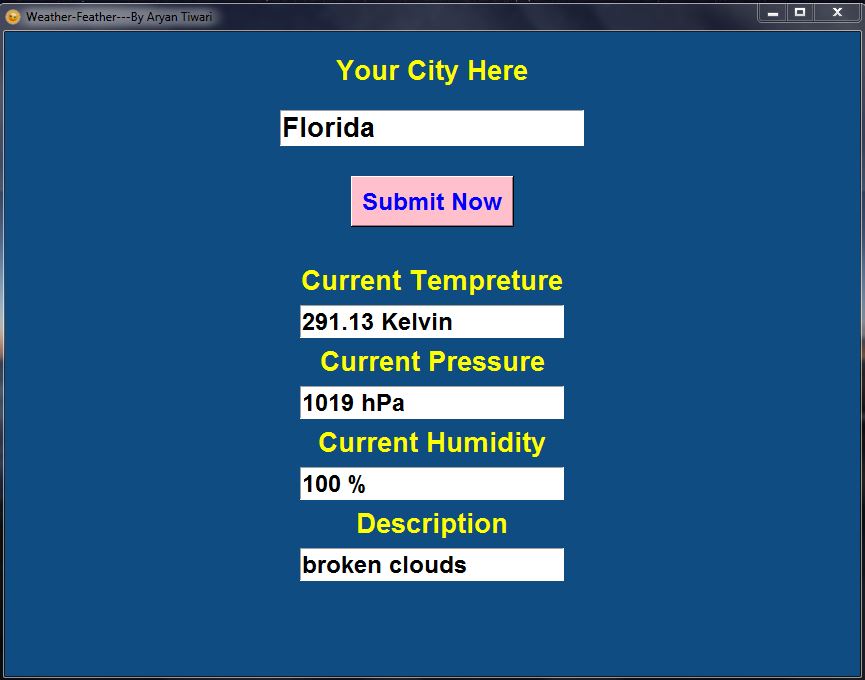 Weather-Feather---By Aryan Tiwari
Your City Here
Florida
Submit Now
Current Tempreture
291.13 Kelvin
Current Pressure
1019 hPa
Current Humidity
100 %
Description
broken clouds